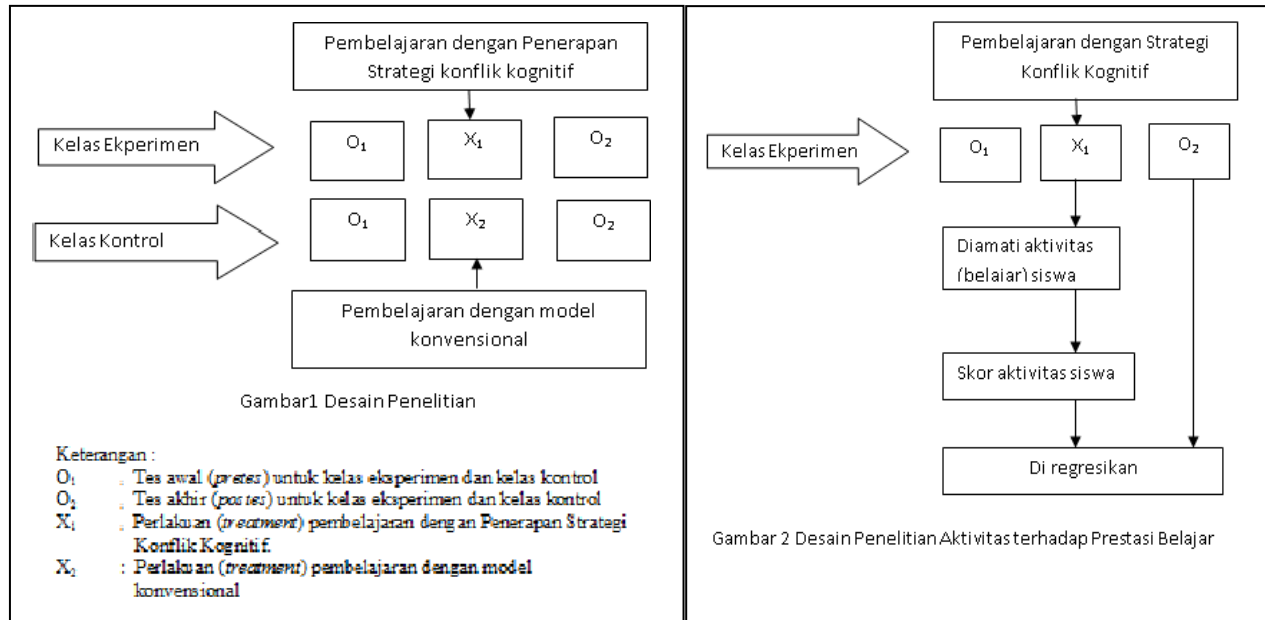 Pembelajaran dengan Penerapan
Strategi konflik kognitif
Kelas Ekperimen
O₁
X₁
O₂
Kelas Kontrol
O₁
X₂
O₂
Pembelajaran dengan model
konvensional
Gambar1 Desain Penelitian
Keterangan :
O₁ : Tes awal (pretes) untuk kelas eksperimen dan kelas kontrol
O₂ : Tes akhir (postes) untuk kelas eksperimen dan kelas kontrol
X₁ : Perlakuan (treatment) pembelajaran dengan Penerapan Strategi
Konflik Kognitif.
X₂ : Perlakuan (treatment) pembelajaran dengan model
konvensional
Pembelajaran dengan Strategi
Konflik Kognitif
Kelas Ekperimen
O₁
X₁
O₂
Diamati aktivitas
(belajar) siswa
Skor aktivitas siswa
Di regresikan
Gambar 2 Desain Penelitian Aktivitas terhadap Prestasi Belajar